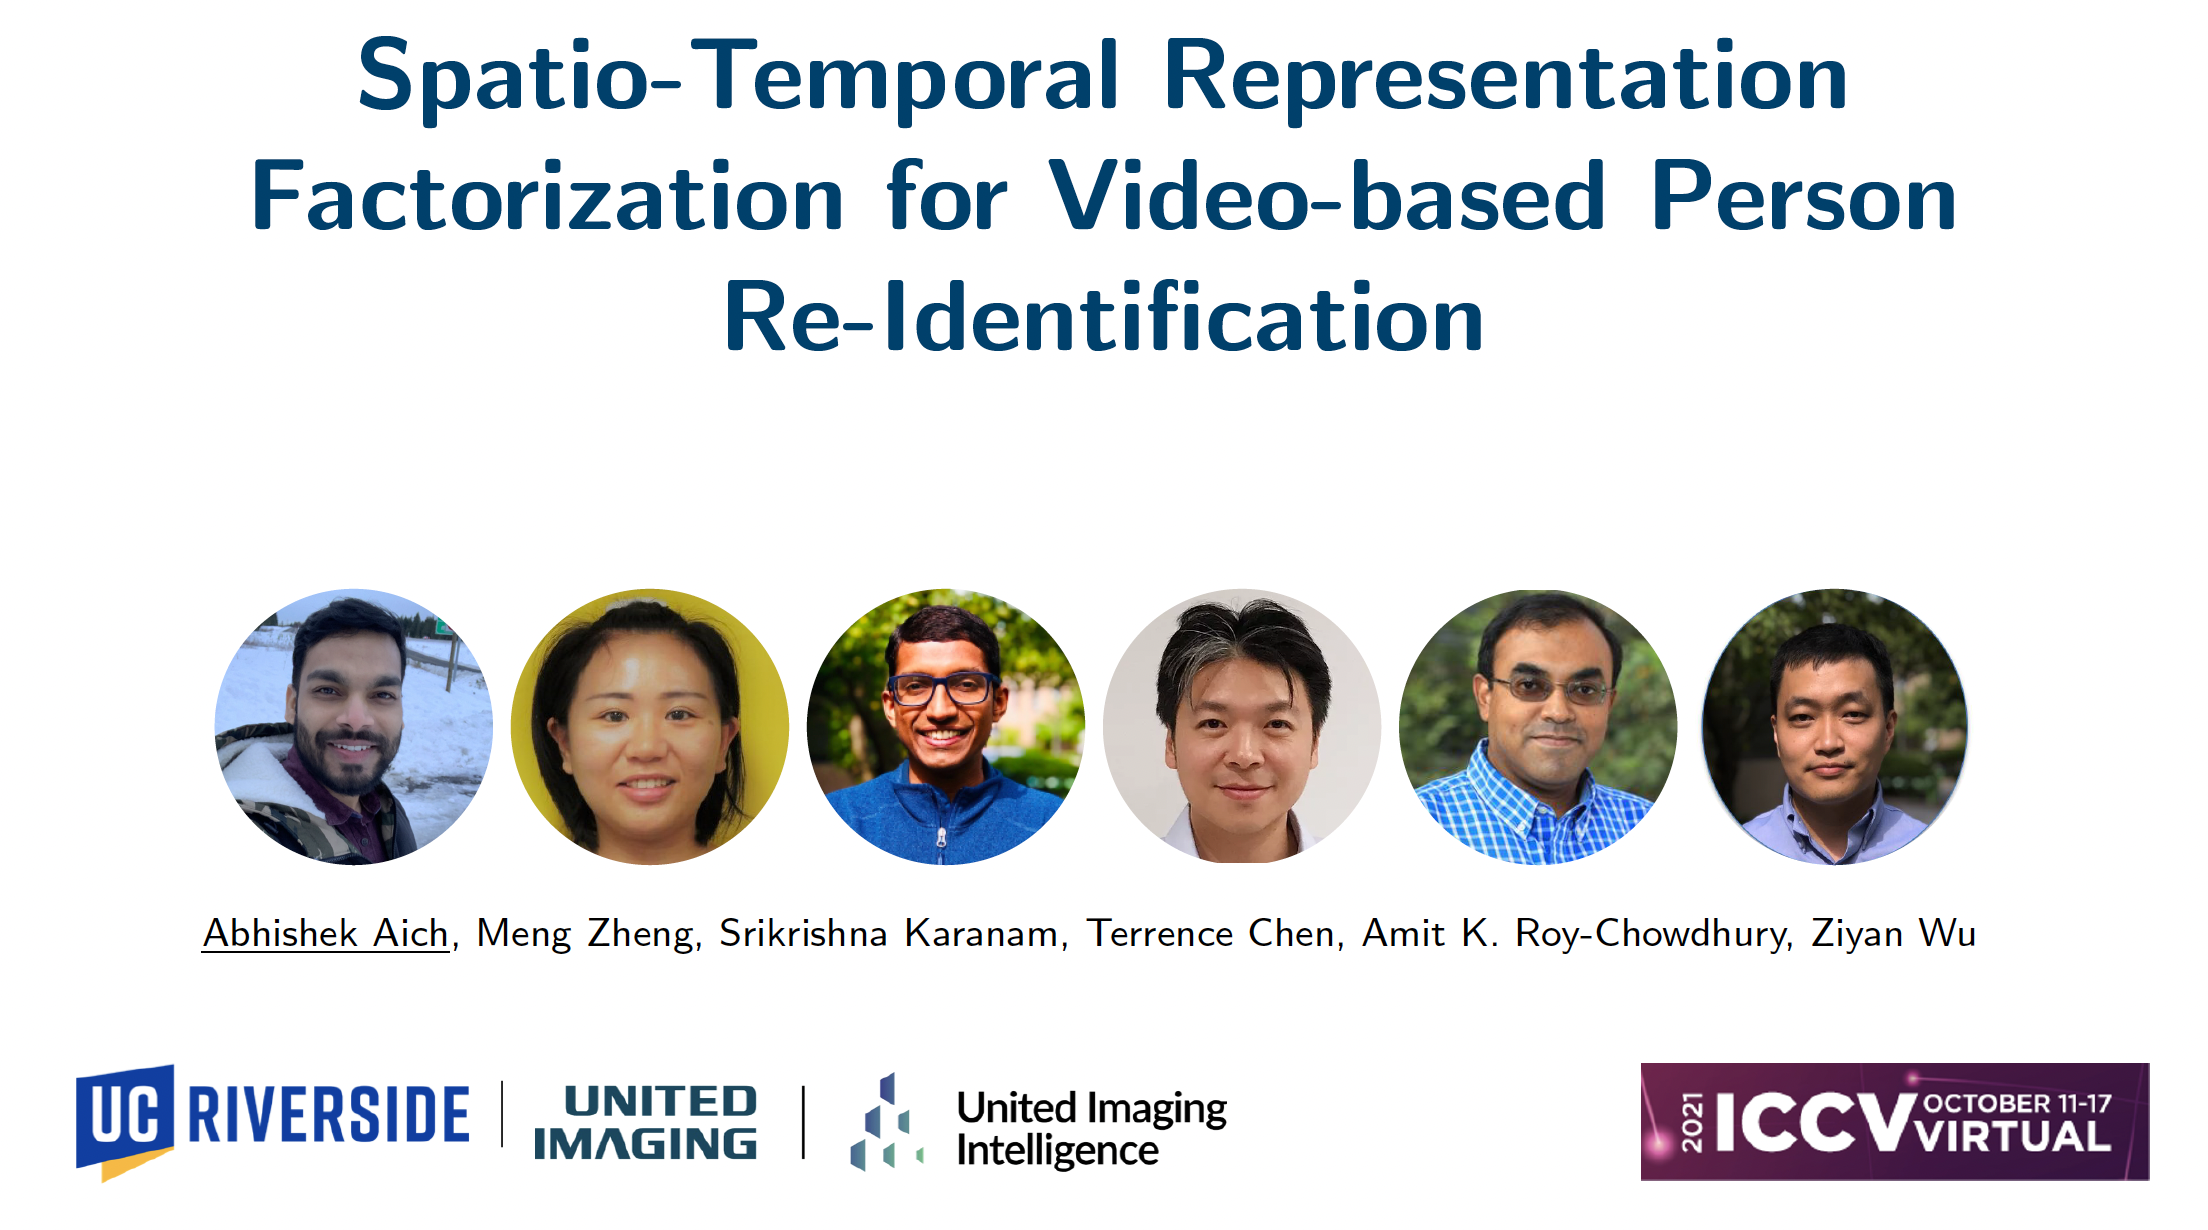 Spatio-Temporal Representation
Factorization for Video-based Person
Re-Identification
Abhishek Aich, Meng Zheng, Srikrishna Karanam, Terrence Chen, Amit K. Roy-Chowdhury, Ziyan Wu
UC RIVERSIDE
UNITED
IMAGING
United Imaging
Intelligence
2021
ICCV
OCTOBER 11-17
VIRTUAL